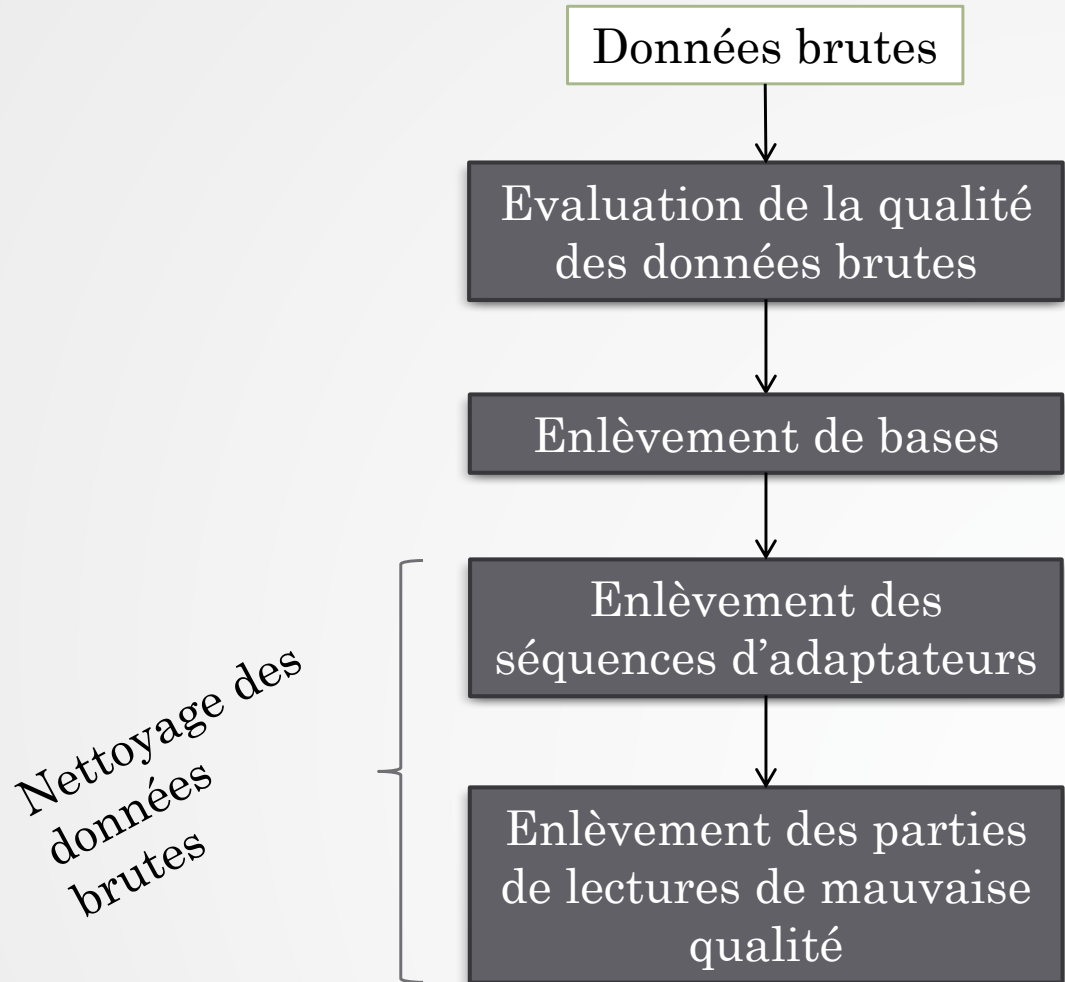 Données brutes
Evaluation de la qualité
des données brutes
Enlèvement de bases
Enlèvement des
séquences d’adaptateurs
Nettoyage des
données
brutes
Enlèvement des parties
de lectures de mauvaise
qualité